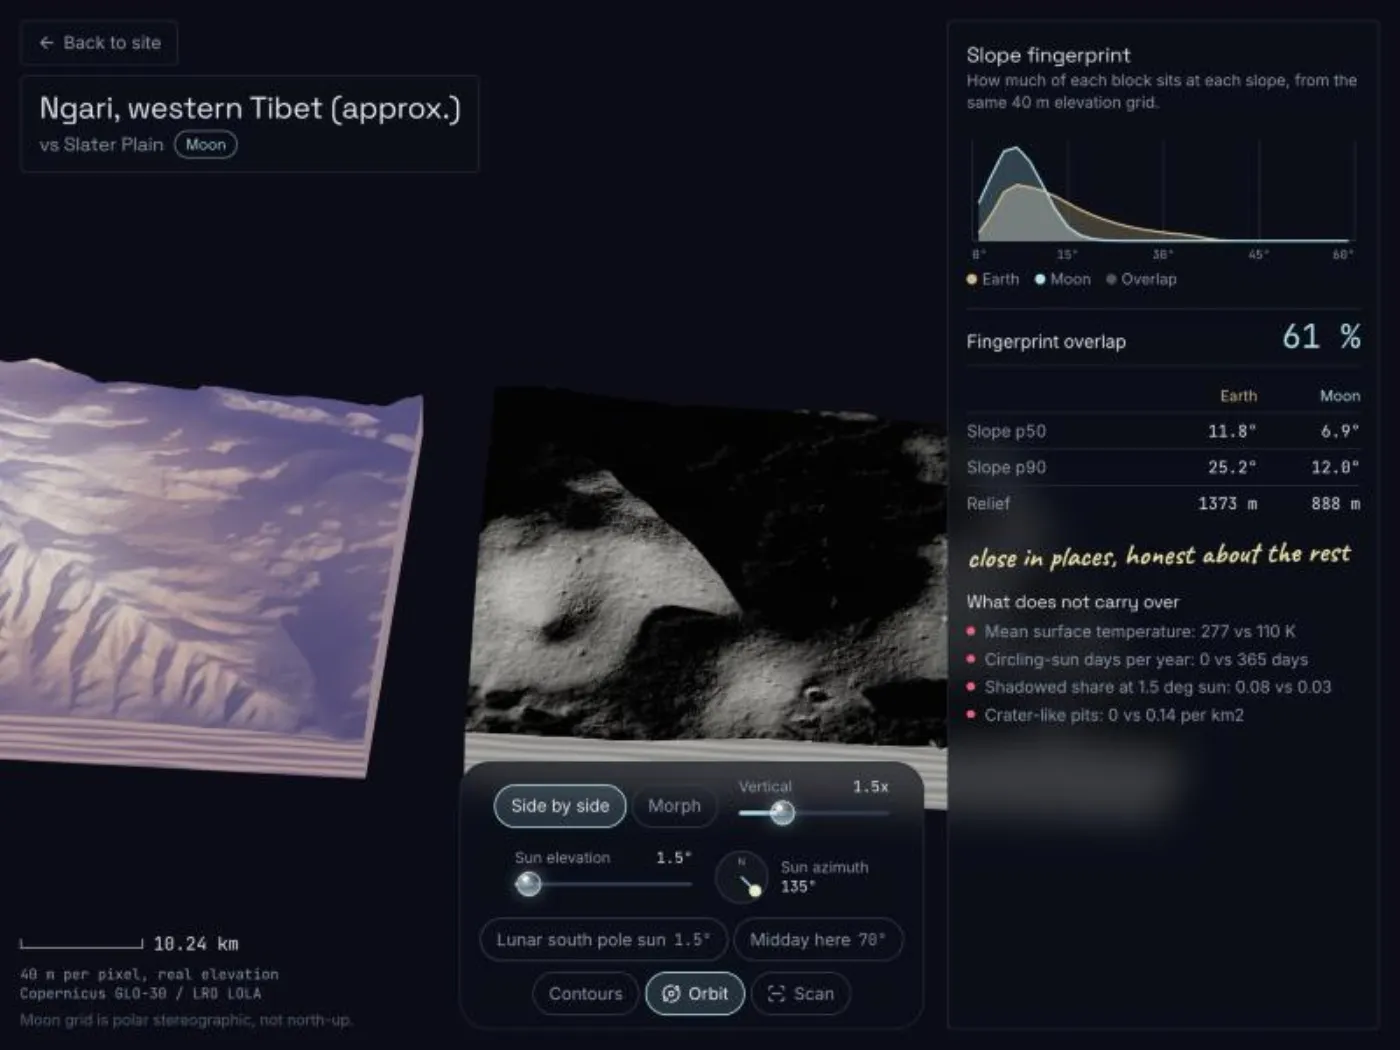 ← Back to site
Ngari, western Tibet (approx.)
vs Slater Plain Moon
Slope fingerprint
How much of each block sits at each slope, from the
same 40 m elevation grid.
0° 15° 30° 45° 60°
Earth Moon Overlap
Fingerprint overlap 61 %
Earth Moon
Slope p50 11.8° 6.9°
Slope p90 25.2° 12.0°
Relief 1373 m 888 m
close in places, honest about the rest
What does not carry over
Mean surface temperature: 277 vs 110 K
Circling-sun days per year: 0 vs 365 days
Shadowed share at 1.5 deg sun: 0.08 vs 0.03
Crater-like pits: 0 vs 0.14 per km2
Side by side Morph Vertical 1.5x
Sun elevation 1.5° N Sun azimuth
135°
Lunar south pole sun 1.5° Midday here 70°
Contours Orbit Scan
10.24 km
40 m per pixel, real elevation
Copernicus GLO-30 / LRO LOLA
Moon grid is polar stereographic, not north-up.